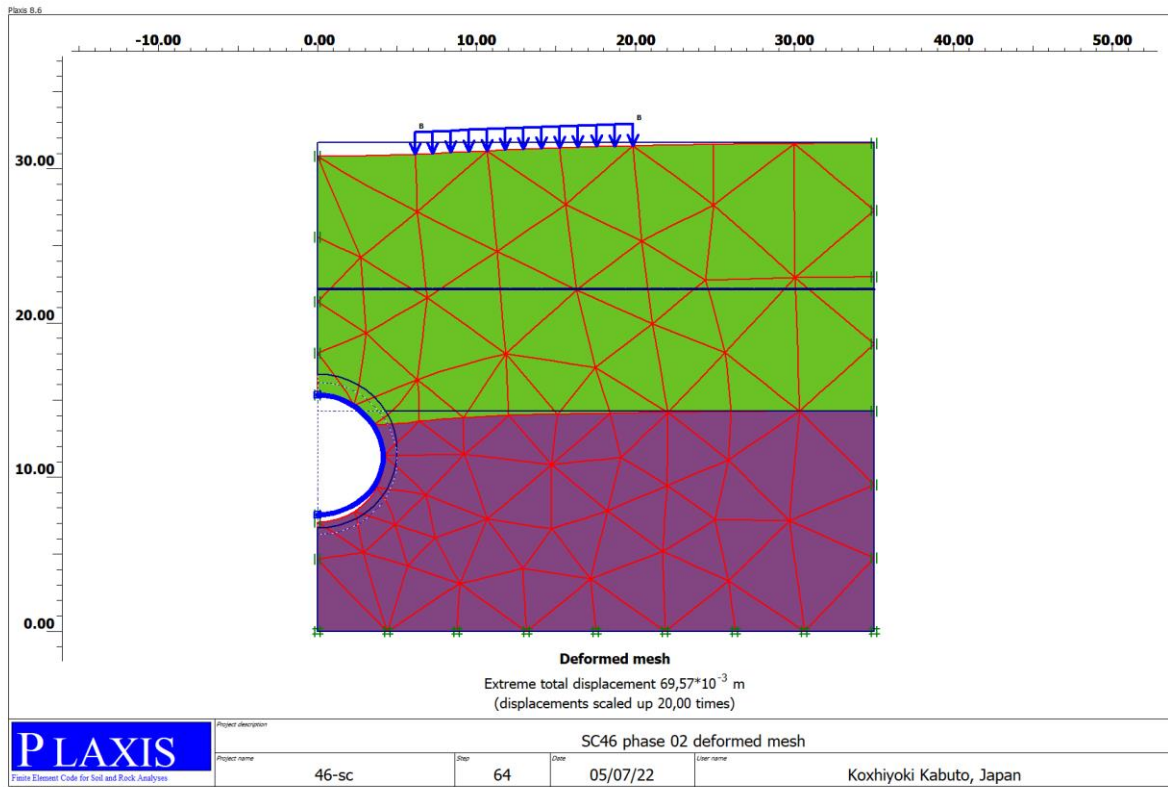 Plaxis 8.6
-10.00 0.00 10.00 20.00 30.00 40.00 50.00
30.00
20.00
10.00
0.00
B B
Deformed mesh
Extreme total displacement 69,57*10⁻³ m
(displacements scaled up 20,00 times)
PLAXIS
Finite Element Code for Soil and Rock Analyses
Project description
SC46 phase 02 deformed mesh
Project name Step Date User name
46-sc 64 05/07/22 Koxhiyoki Kabuto, Japan